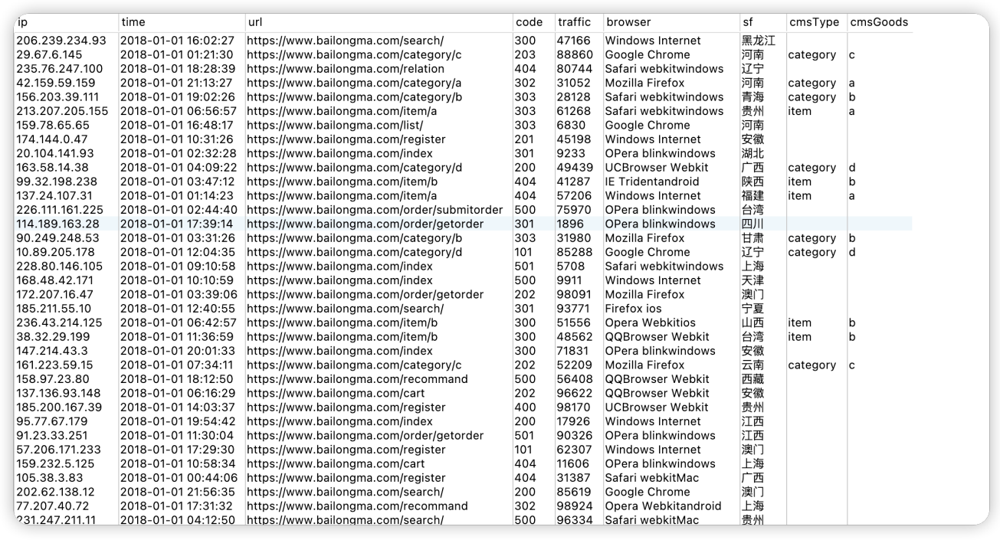 ip time url code traffic browser sf cmsType cmsGoods
206.239.234.93 2018-01-01 16:02:27 https://www.bailongma.com/search/ 300 47166 Windows Internet 黑龙江
29.67.6.145 2018-01-01 01:21:30 https://www.bailongma.com/category/c 203 88860 Google Chrome 河南 category c
235.76.247.100 2018-01-01 18:28:39 https://www.bailongma.com/relation 404 80744 Safari webkitwindows 辽宁
42.159.59.159 2018-01-01 21:13:27 https://www.bailongma.com/category/a 302 31052 Mozilla Firefox 河南 category a
156.203.39.111 2018-01-01 19:02:26 https://www.bailongma.com/category/b 303 28128 Safari webkitwindows 青海 category b
213.207.205.155 2018-01-01 06:56:57 https://www.bailongma.com/item/a 303 61268 Safari webkitwindows 贵州 item a
159.78.65.65 2018-01-01 16:48:17 https://www.bailongma.com/list/ 303 6830 Google Chrome 河南
174.144.0.47 2018-01-01 10:31:26 https://www.bailongma.com/register 201 45198 Windows Internet 安徽
20.104.141.93 2018-01-01 02:32:28 https://www.bailongma.com/index 301 9233 OPera blinkwindows 湖北
163.58.14.38 2018-01-01 04:09:22 https://www.bailongma.com/category/d 200 49439 UCBrowser Webkit 广西 category d
99.32.198.238 2018-01-01 03:47:12 https://www.bailongma.com/item/b 404 41287 IE Tridentandroid 陕西 item b
137.24.107.31 2018-01-01 01:14:23 https://www.bailongma.com/item/a 404 57206 Windows Internet 福建 item a
226.111.161.225 2018-01-01 02:44:40 https://www.bailongma.com/order/submitorder 500 75970 OPera blinkwindows 台湾
114.189.163.28 2018-01-01 17:39:14 https://www.bailongma.com/order/getorder 301 1896 OPera blinkwindows 四川
90.249.248.53 2018-01-01 03:31:26 https://www.bailongma.com/category/b 303 31980 Mozilla Firefox 甘肃 category b
10.89.205.178 2018-01-01 12:04:35 https://www.bailongma.com/category/d 101 85288 Google Chrome 辽宁 category d
228.80.146.105 2018-01-01 09:10:58 https://www.bailongma.com/index 501 5708 Safari webkitwindows 上海
168.48.42.171 2018-01-01 10:10:59 https://www.bailongma.com/index 500 9911 Windows Internet 天津
172.207.16.47 2018-01-01 03:39:06 https://www.bailongma.com/order/getorder 202 98091 Mozilla Firefox 澳门
185.211.55.10 2018-01-01 12:40:55 https://www.bailongma.com/search/ 301 93771 Firefox ios 宁夏
236.43.214.125 2018-01-01 06:42:57 https://www.bailongma.com/item/b 300 51556 Opera Webkitios 山西 item b
38.32.29.199 2018-01-01 11:36:59 https://www.bailongma.com/item/b 300 48562 QQBrowser Webkit 台湾 item b
147.214.43.3 2018-01-01 20:01:33 https://www.bailongma.com/index 300 71831 OPera blinkwindows 安徽
161.223.59.15 2018-01-01 07:34:11 https://www.bailongma.com/category/c 202 52209 Mozilla Firefox 云南 category c
158.97.23.80 2018-01-01 18:12:50 https://www.bailongma.com/recommand 500 56408 QQBrowser Webkit 西藏
137.136.93.148 2018-01-01 06:16:29 https://www.bailongma.com/cart 202 96622 QQBrowser Webkit 安徽
185.200.167.39 2018-01-01 14:03:37 https://www.bailongma.com/register 400 98170 UCBrowser Webkit 贵州
95.77.67.179 2018-01-01 19:54:42 https://www.bailongma.com/index 200 17926 Windows Internet 江西
91.23.33.251 2018-01-01 11:30:04 https://www.bailongma.com/order/getorder 501 90326 OPera blinkwindows 江西
57.206.171.233 2018-01-01 17:29:30 https://www.bailongma.com/register 101 62307 Windows Internet 澳门
159.232.5.125 2018-01-01 10:58:34 https://www.bailongma.com/cart 404 11606 OPera blinkwindows 上海
105.38.3.83 2018-01-01 00:44:06 https://www.bailongma.com/register 404 31387 Safari webkitMac 广西
202.62.138.12 2018-01-01 21:56:35 https://www.bailongma.com/search/ 200 85619 Google Chrome 澳门
77.207.40.72 2018-01-01 17:31:32 https://www.bailongma.com/recommand 302 98924 Opera Webkitandroid 上海
231.247.211.11 2018-01-01 04:12:50 https://www.bailongma.com/search/ 500 96334 Safari webkitMac 贵州